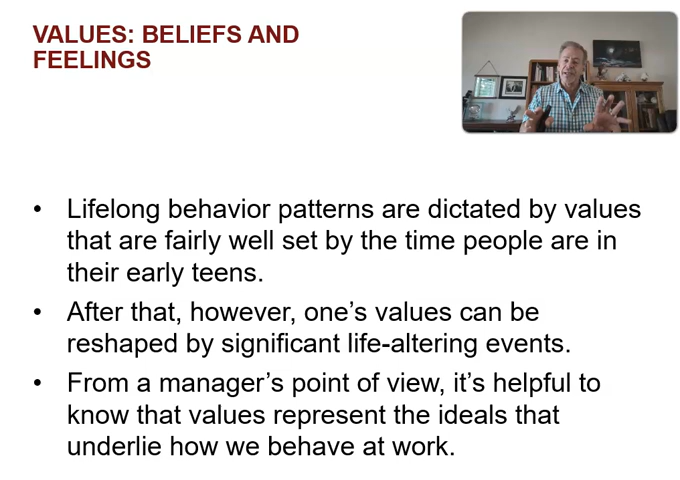 VALUES: BELIEFS AND
FEELINGS
• Lifelong behavior patterns are dictated by values
that are fairly well set by the time people are in
their early teens.
• After that, however, one’s values can be
reshaped by significant life-altering events.
• From a manager’s point of view, it’s helpful to
know that values represent the ideals that
underlie how we behave at work.